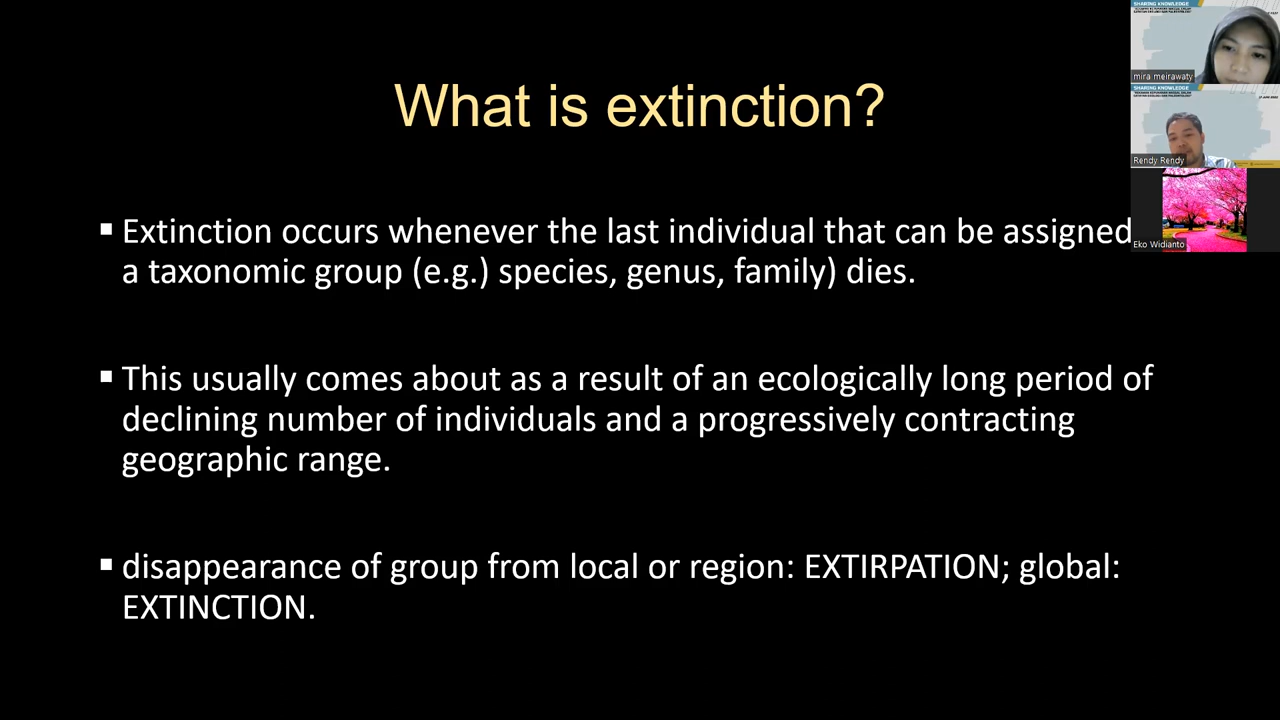 What is extinction?
▪ Extinction occurs whenever the last individual that can be assigned
a taxonomic group (e.g.) species, genus, family) dies.
▪ This usually comes about as a result of an ecologically long period of
declining number of individuals and a progressively contracting
geographic range.
▪ disappearance of group from local or region: EXTIRPATION; global:
EXTINCTION.
SHARING KNOWLEDGE
mira meirawaty
SHARING KNOWLEDGE
Rendy Rendy
Eko Widianto